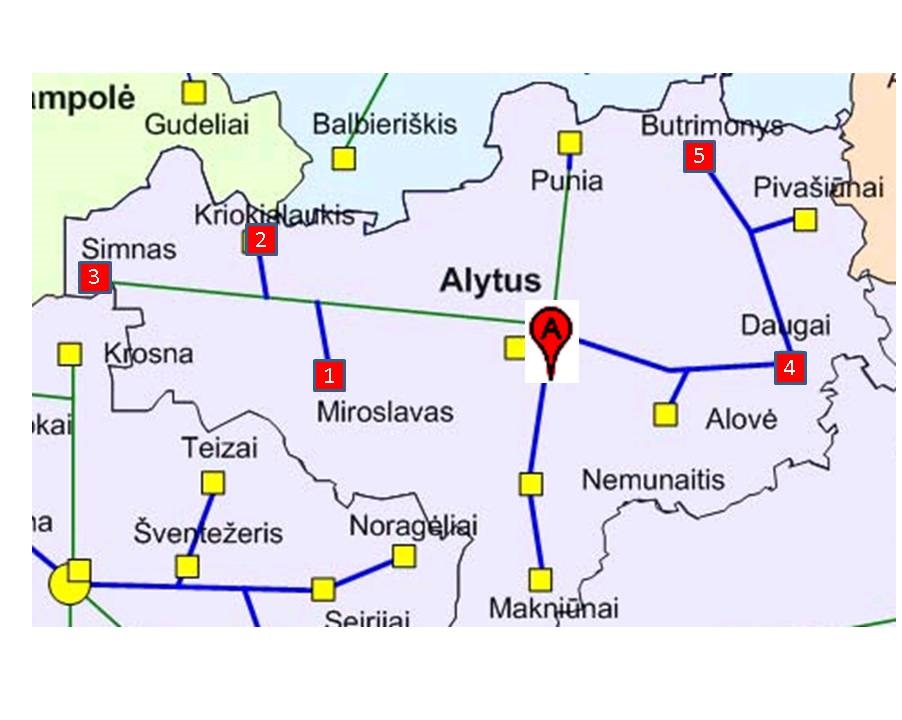 ampolė
Gudeliai
Balbieriškis
Butrimonys
5
Punia
Pivašiūnai
Kriokialaukis
2
Simnas
3
Alytus
A
Daugai
4
Krosna
1
Miroslavas
Alovė
okai
Teizai
Nemunaitis
na
Šventežeris
Noragėliai
Seirijai
Makniūnai